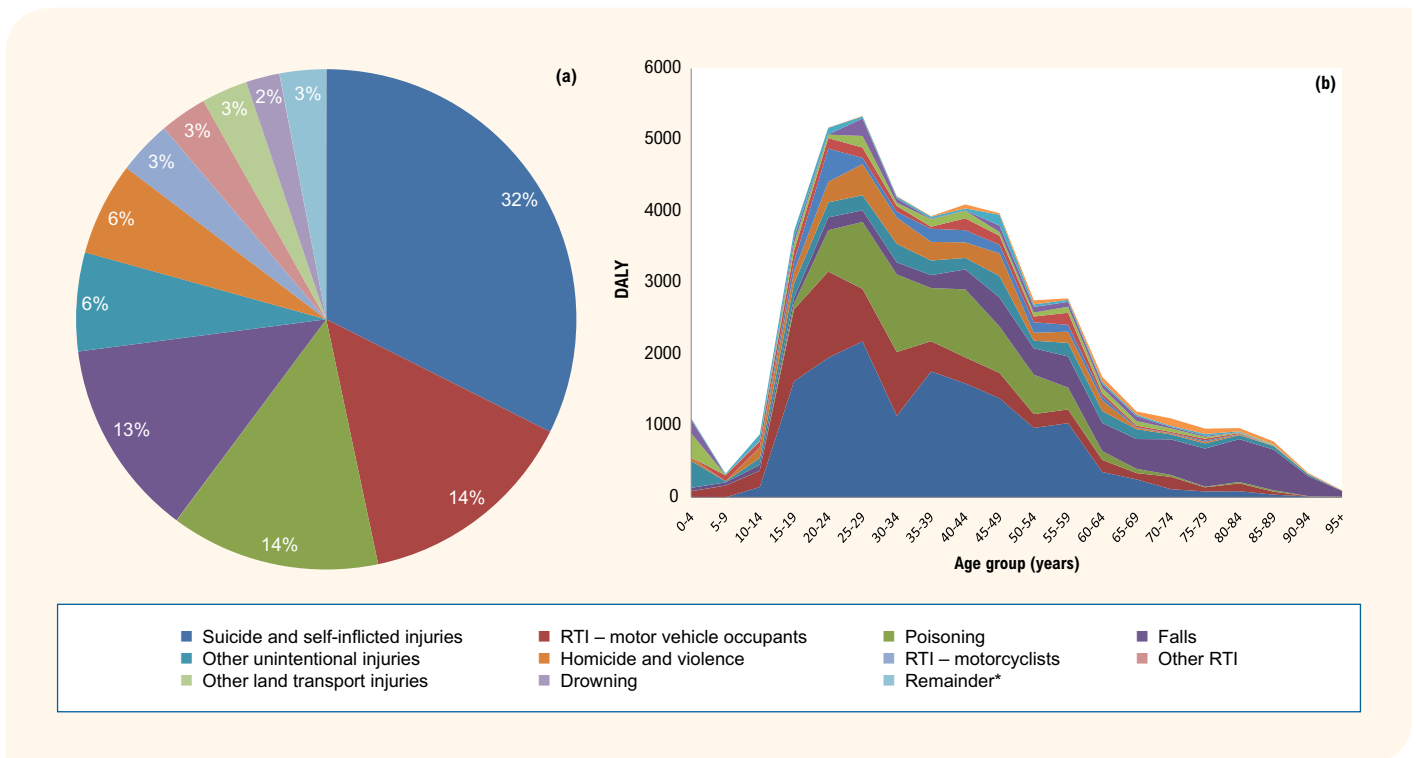 (a)
32%
14%
14%
13%
6%
6%
3%
3%
3%
2%
3%
(b)
DALY
6000
5000
4000
3000
2000
1000
0
0-4 5-9 10-14 15-19 20-24 25-29 30-34 35-39 40-44 45-49 50-54 55-59 60-64 65-69 70-74 75-79 80-84 85-89 90-94 95+
Age group (years)
Suicide and self-inflicted injuries RTI – motor vehicle occupants Poisoning Falls
Other unintentional injuries Homicide and violence RTI – motorcyclists Other RTI
Other land transport injuries Drowning Remainder*